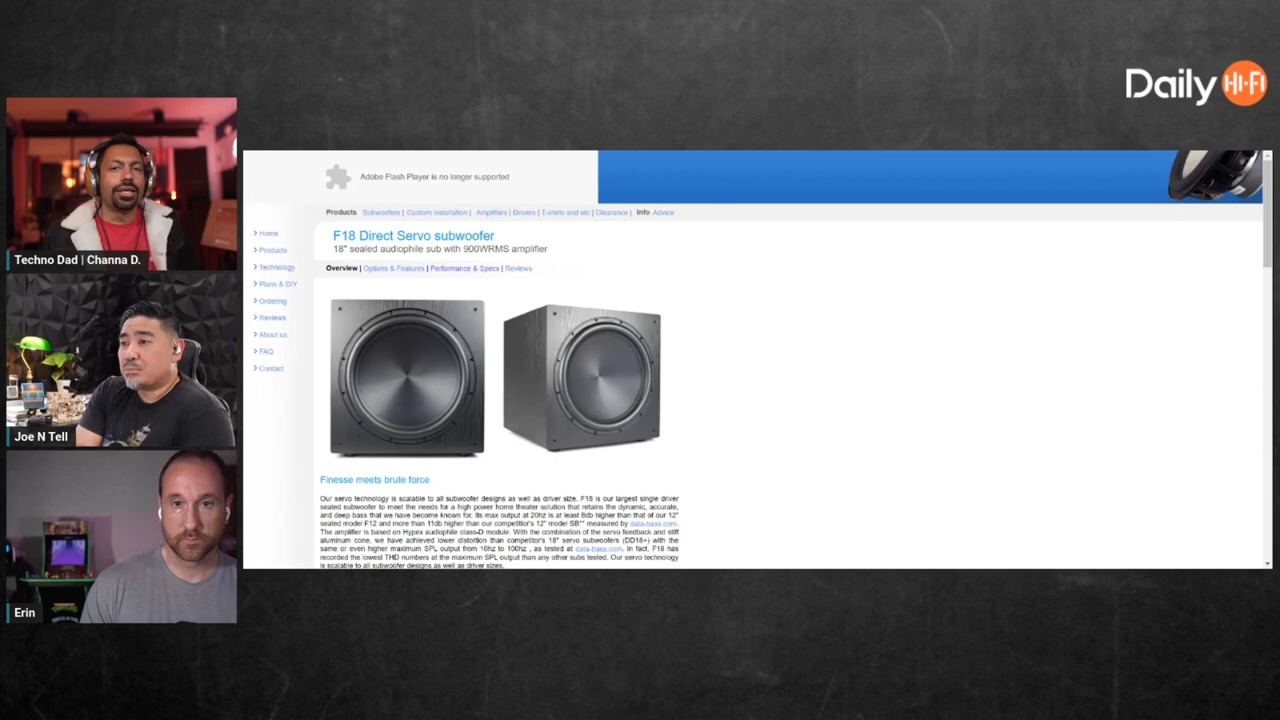 Daily HI-FI
Techno Dad | Channa D.
Joe N Tell
Erin
Adobe Flash Player is no longer supported
Products Subwoofers | Custom Installation | Amplifiers | Drivers | T-shirts and etc | Clearance | Info Advice
Home
Products
Technology
Plans & DIY
Ordering
Reviews
About us
FAQ
Contact
F18 Direct Servo subwoofer
18" sealed audiophile sub with 900WRMS amplifier
Overview | Options & Features | Performance & Specs | Reviews
Finesse meets brute force
Our servo technology is scalable to all subwoofer designs as well as driver size. F18 is our largest single driver
sealed subwoofer to meet the needs for a high power home theater solution that retains the dynamic, accurate,
and deep bass that we have become known for. Its max output at 20hz is at least 8db higher than that of our 12"
sealed model F12 and more than 11db higher than our competitor's 12" model SB** measured by data-bass.com.
The amplifier is based on Hypex audiophile class-D module. With the combination of the servo feedback and stiff
aluminum cone, we have achieved lower distortion than competitor's 18" servo subwoofers (DD18+) with the
same or even higher maximum SPL output from 10hz to 100hz , as tested at data-bass.com. In fact, F18 has
recorded the lowest THD numbers at the maximum SPL output than any other subs tested. Our servo technology
is scalable to all subwoofer designs as well as driver sizes.